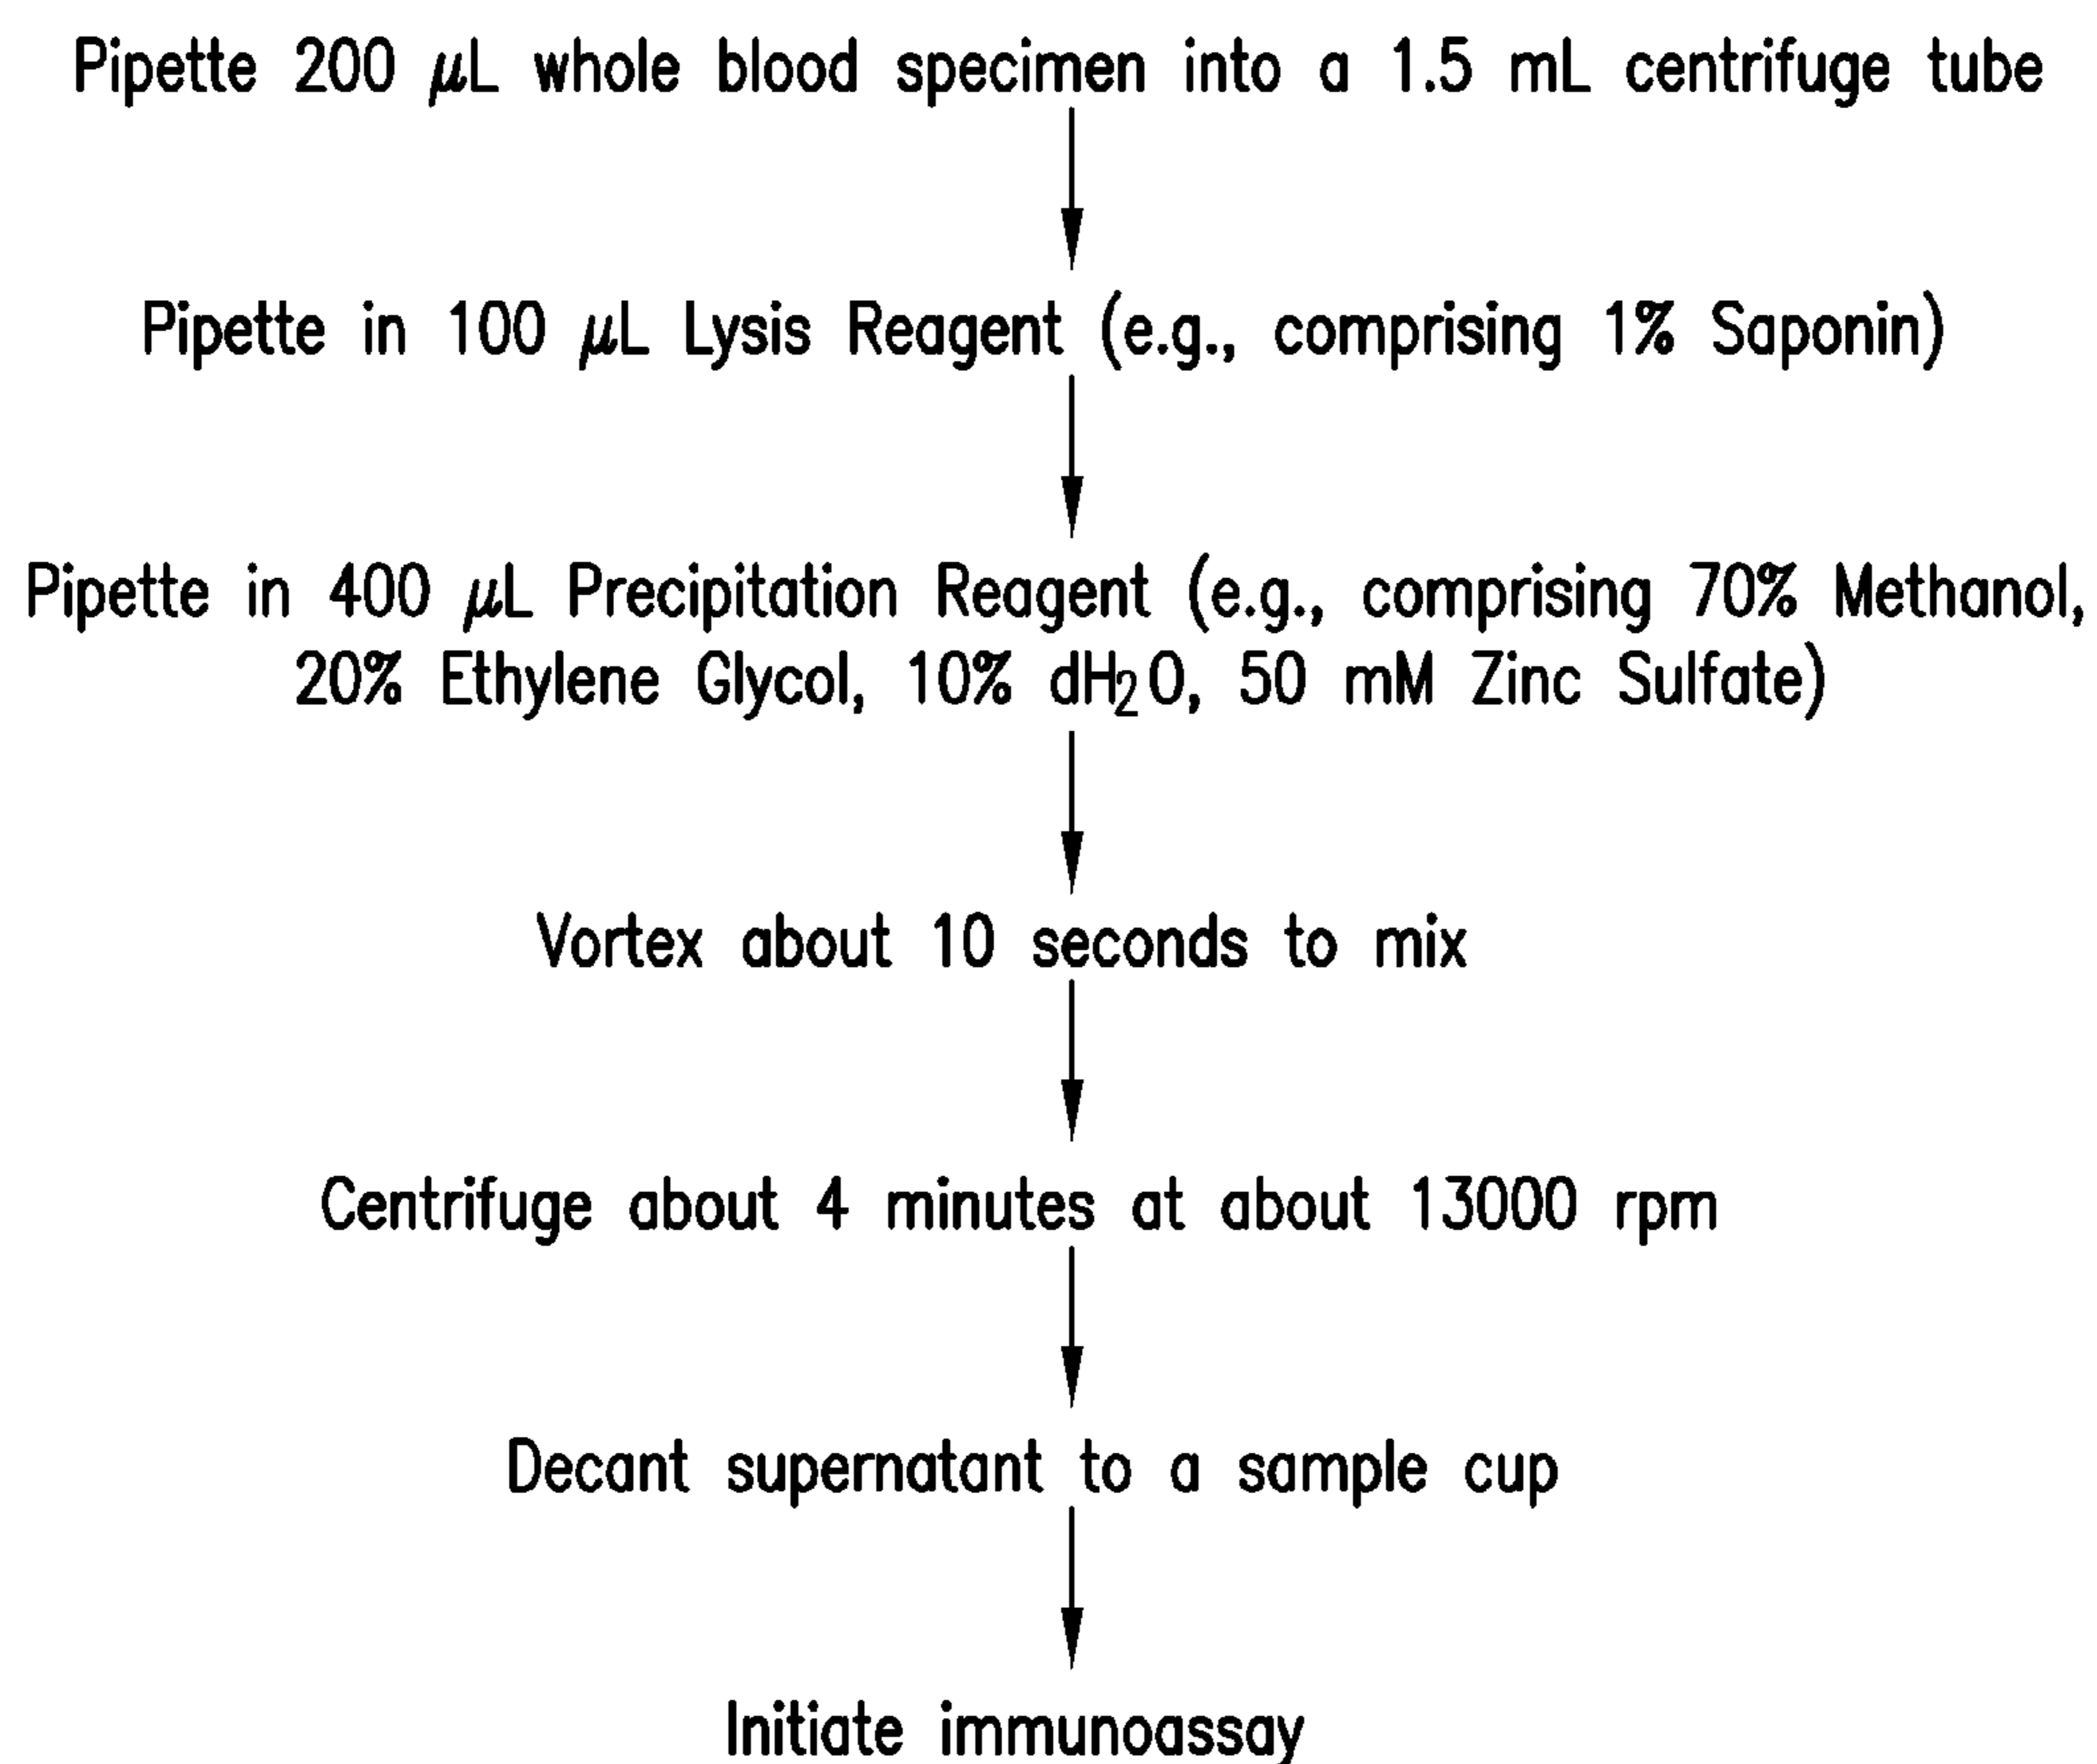 Pipette 200 μL whole blood specimen into a 1.5 mL centrifuge tube
Pipette in 100 μL Lysis Reagent (e.g., comprising 1% Saponin)
Pipette in 400 μL Precipitation Reagent (e.g., comprising 70% Methanol,
20% Ethylene Glycol, 10% dH₂O, 50 mM Zinc Sulfate)
Vortex about 10 seconds to mix
Centrifuge about 4 minutes at about 13000 rpm
Decant supernatant to a sample cup
Initiate immunoassay